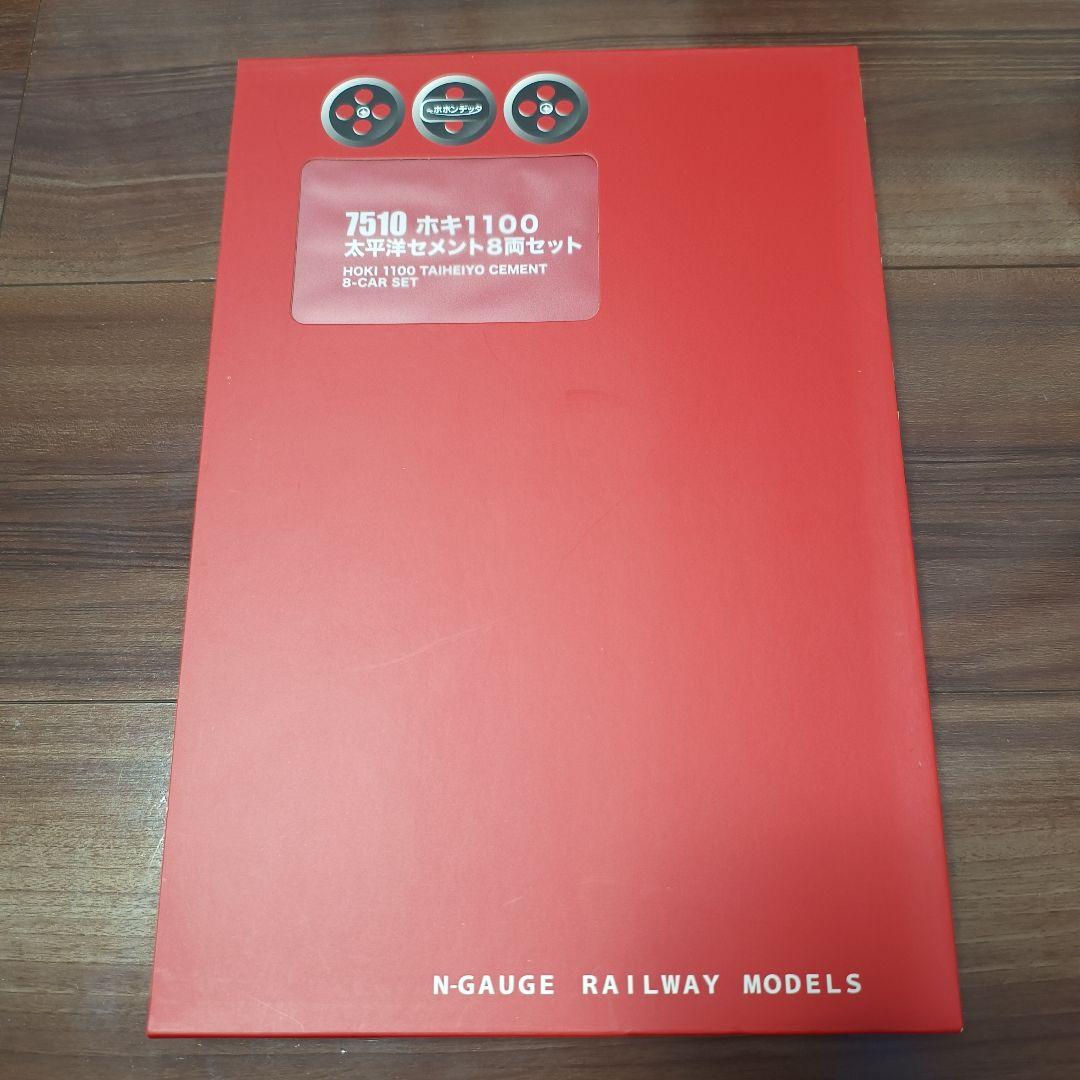 ポポンデッタ
7510 ホキ1100
太平洋セメント8両セット
HOKI 1100 TAIHEIYO CEMENT
8-CAR SET
N-GAUGE RAILWAY MODELS